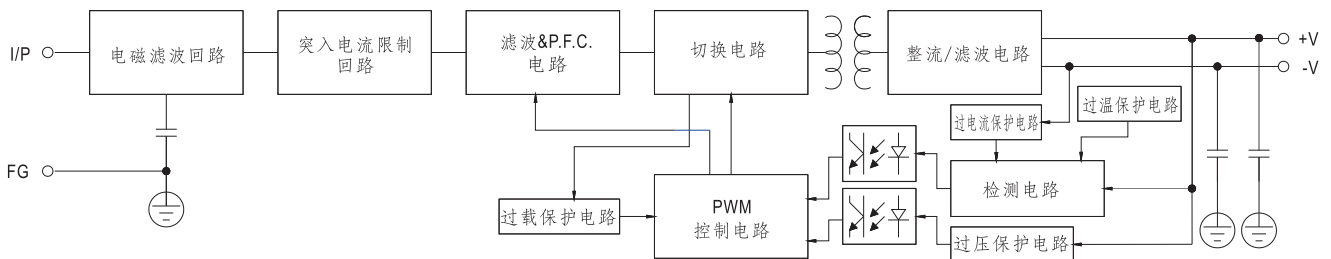 I/P
电磁滤波回路
突入电流限制
回路
滤波&P.F.C.
电路
切换电路
整流/滤波电路
+V
-V
过电流保护电路
过温保护电路
FG
过载保护电路
PWM
控制电路
检测电路
过压保护电路